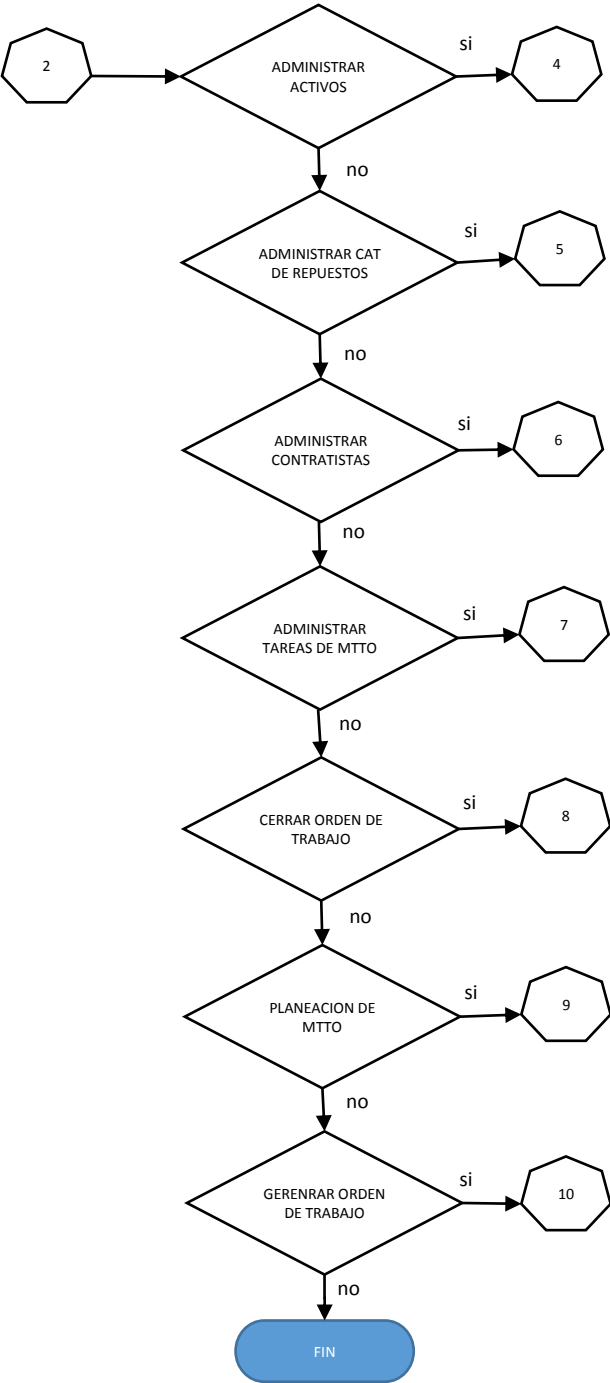 2
ADMINISTRAR
ACTIVOS
si
4
no
ADMINISTRAR CAT
DE REPUESTOS
si
5
no
ADMINISTRAR
CONTRATISTAS
si
6
no
ADMINISTRAR
TAREAS DE MTTO
si
7
no
CERRAR ORDEN DE
TRABAJO
si
8
no
PLANEACION DE
MTTO
si
9
no
GERENRAR ORDEN
DE TRABAJO
si
10
no
FIN